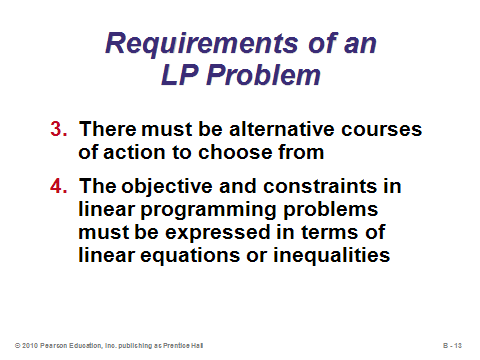 Requirements of an
LP Problem
3. There must be alternative courses
of action to choose from
4. The objective and constraints in
linear programming problems
must be expressed in terms of
linear equations or inequalities
© 2010 Pearson Education, Inc. publishing as Prentice Hall
B - 13